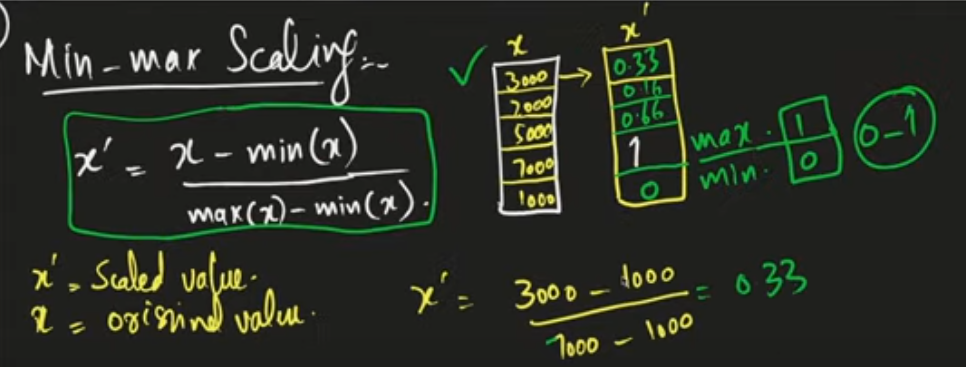 Min-max Scaling:-
x' = x - min(x) / max(x) - min(x).
x' = Scaled value.
x = original value.
x
3000
2000
5000
7000
1000
x'
0.33
0.16
0.66
1
0
max. 1
min. 0
0-1
x' = 3000 - 1000 / 7000 - 1000 = 0 33